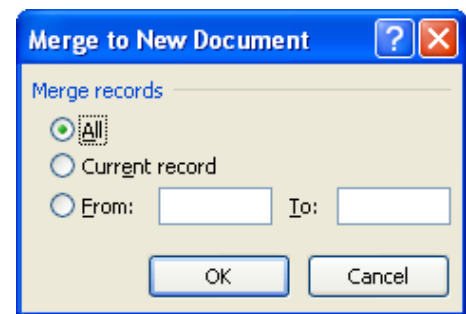 Merge to New Document
Merge records
All
Current record
From: To:
OK Cancel